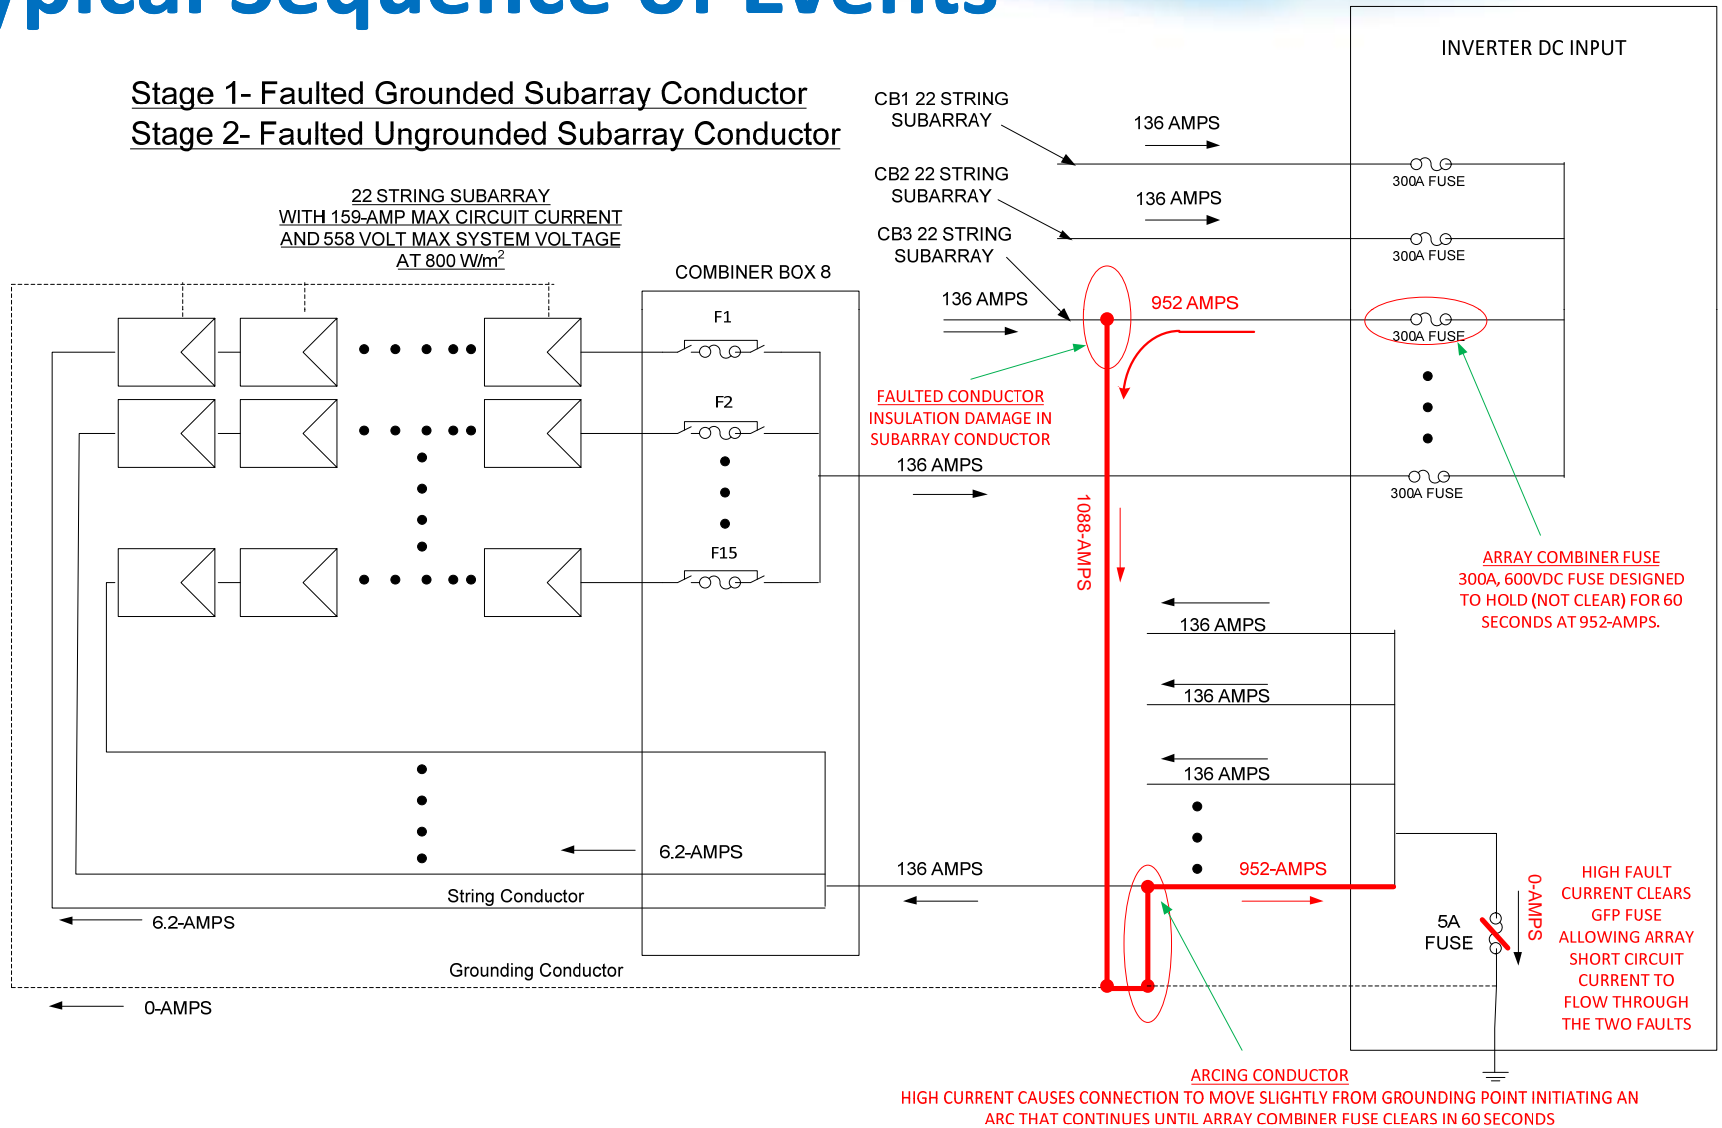 ypical Sequence of Events
Stage 1- Faulted Grounded Subarray Conductor
Stage 2- Faulted Ungrounded Subarray Conductor
22 STRING SUBARRAY
WITH 159-AMP MAX CIRCUIT CURRENT
AND 558 VOLT MAX SYSTEM VOLTAGE
AT 800 W/m²
COMBINER BOX 8
F1
F2
F15
INVERTER DC INPUT
CB1 22 STRING
SUBARRAY
136 AMPS
300A FUSE
CB2 22 STRING
SUBARRAY
136 AMPS
300A FUSE
CB3 22 STRING
SUBARRAY
136 AMPS
952 AMPS
300A FUSE
FAULTED CONDUCTOR
INSULATION DAMAGE IN
SUBARRAY CONDUCTOR
136 AMPS
300A FUSE
1088-AMPS
ARRAY COMBINER FUSE
300A, 600VDC FUSE DESIGNED
TO HOLD (NOT CLEAR) FOR 60
SECONDS AT 952-AMPS.
136 AMPS
136 AMPS
136 AMPS
6.2-AMPS
136 AMPS
952-AMPS
String Conductor
6.2-AMPS
Grounding Conductor
0-AMPS
5A
FUSE
0-AMPS
HIGH FAULT
CURRENT CLEARS
GFP FUSE
ALLOWING ARRAY
SHORT CIRCUIT
CURRENT TO
FLOW THROUGH
THE TWO FAULTS
ARCING CONDUCTOR
HIGH CURRENT CAUSES CONNECTION TO MOVE SLIGHTLY FROM GROUNDING POINT INITIATING AN
ARC THAT CONTINUES UNTIL ARRAY COMBINER FUSE CLEARS IN 60 SECONDS